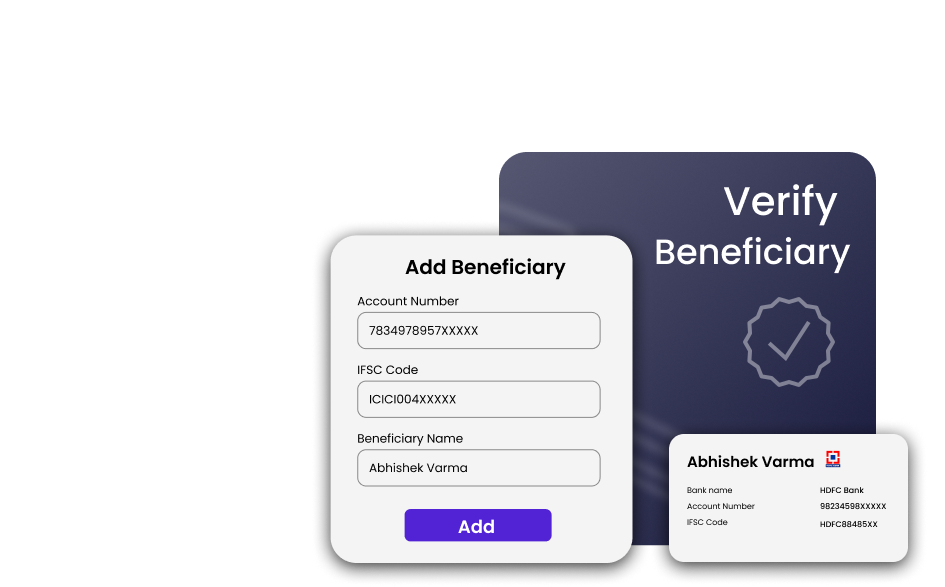 Verify
Beneficiary
Add Beneficiary
Account Number
7834978957XXXXX
IFSC Code
ICICI004XXXXX
Beneficiary Name
Abhishek Varma
Add
Abhishek Varma
Bank name HDFC Bank
Account Number 98234598XXXXX
IFSC Code HDFC88485XX